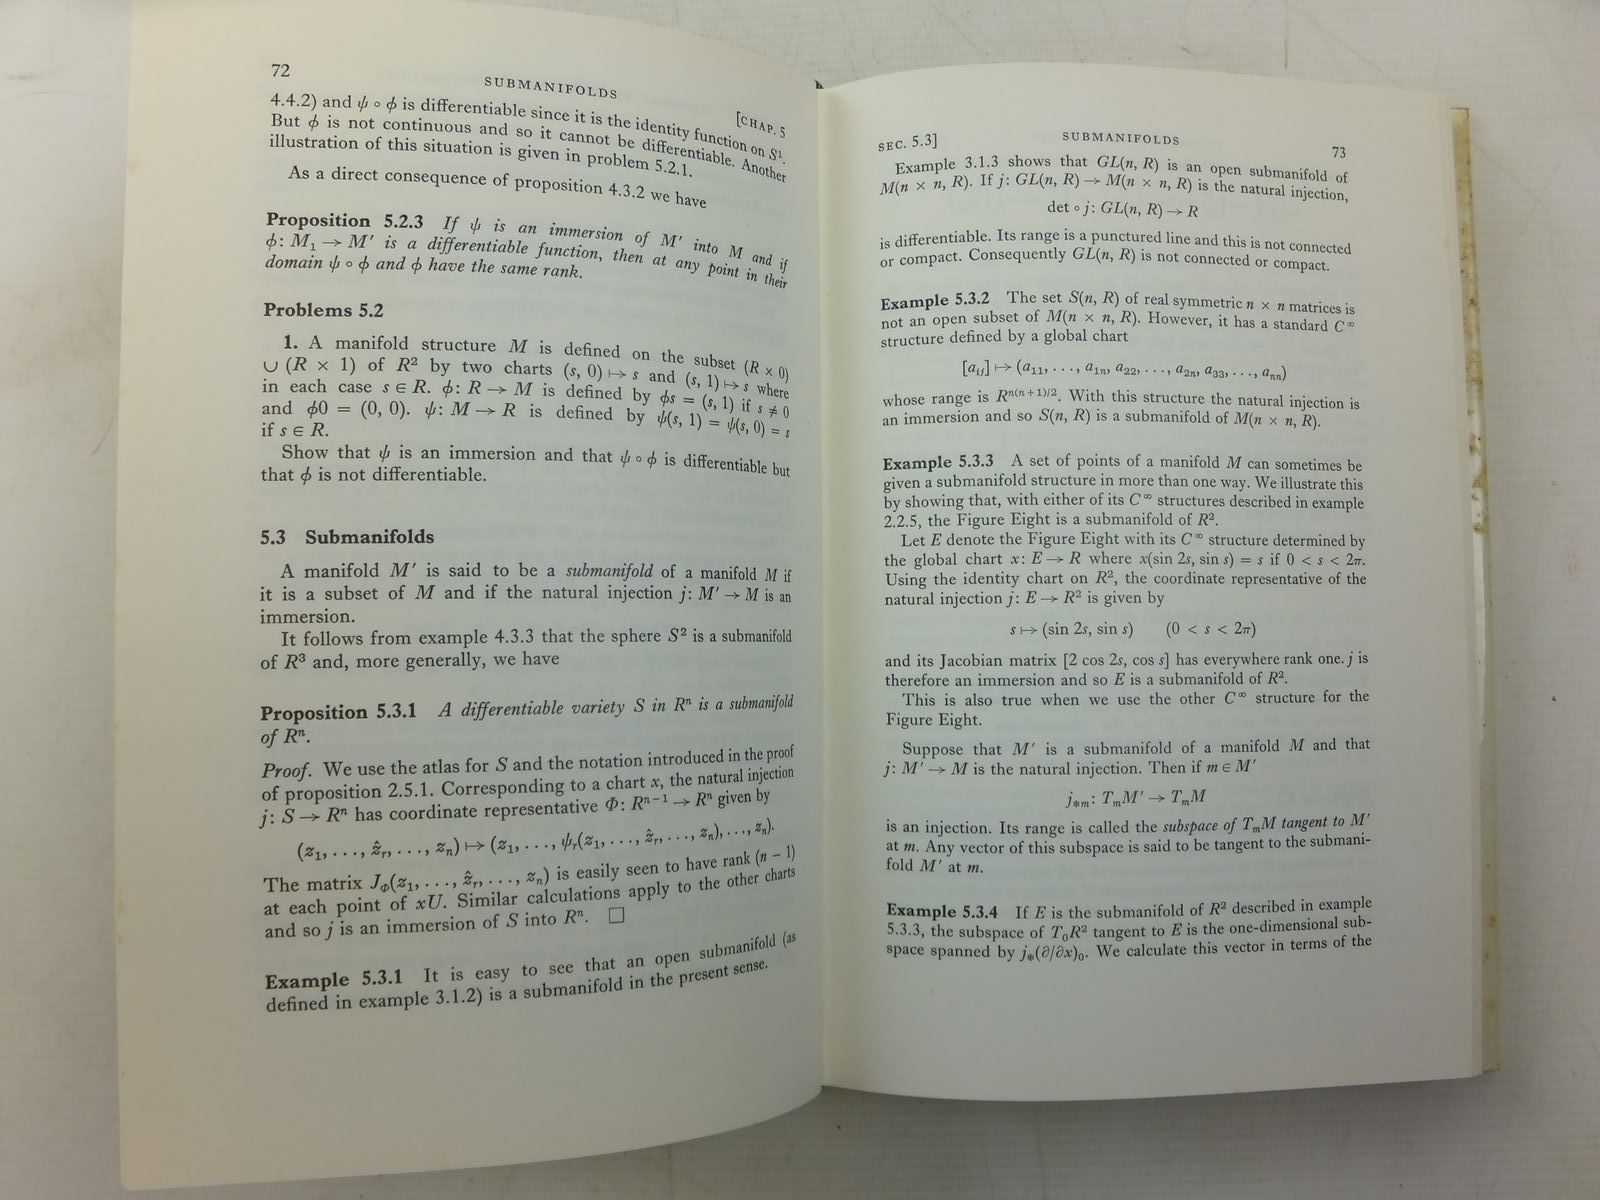 72
SUBMANIFOLDS
[CHAP. 5
4.4.2) and ψ ∘ ϕ is differentiable since it is the identity function on S¹.
But ϕ is not continuous and so it cannot be differentiable. Another
illustration of this situation is given in problem 5.2.1.
As a direct consequence of proposition 4.3.2 we have
Proposition 5.2.3 If ψ is an immersion of M′ into M and if
ϕ: M₁ → M′ is a differentiable function, then at any point in their
domain ψ ∘ ϕ and ϕ have the same rank.
Problems 5.2
1. A manifold structure M is defined on the subset (R × 0)
∪ (R × 1) of R² by two charts (s, 0) ↦ s and (s, 1) ↦ s where
in each case s ∈ R. ϕ: R → M is defined by ϕs = (s, 1) if s ≠ 0
and ϕ0 = (0, 0). ψ: M → R is defined by ψ(s, 1) = ψ(s, 0) = s
if s ∈ R.
Show that ψ is an immersion and that ψ ∘ ϕ is differentiable but
that ϕ is not differentiable.
5.3 Submanifolds
A manifold M′ is said to be a submanifold of a manifold M if
it is a subset of M and if the natural injection j: M′ → M is an
immersion.
It follows from example 4.3.3 that the sphere S² is a submanifold
of R³ and, more generally, we have
Proposition 5.3.1 A differentiable variety S in Rⁿ is a submanifold
of Rⁿ.
Proof. We use the atlas for S and the notation introduced in the proof
of proposition 2.5.1. Corresponding to a chart x, the natural injection
j: S → Rⁿ has coordinate representative Φ: Rⁿ⁻¹ → Rⁿ given by
(z₁, . . ., ẑᵣ, . . ., zₙ) ↦ (z₁, . . ., ψᵣ(z₁, . . ., ẑᵣ, . . ., zₙ), . . ., zₙ).
The matrix J_Φ(z₁, . . ., ẑᵣ, . . ., zₙ) is easily seen to have rank (n − 1)
at each point of xU. Similar calculations apply to the other charts
and so j is an immersion of S into Rⁿ. □
Example 5.3.1 It is easy to see that an open submanifold (as
defined in example 3.1.2) is a submanifold in the present sense.
SEC. 5.3]
SUBMANIFOLDS
73
Example 3.1.3 shows that GL(n, R) is an open submanifold of
M(n × n, R). If j: GL(n, R) → M(n × n, R) is the natural injection,
det ∘ j: GL(n, R) → R
is differentiable. Its range is a punctured line and this is not connected
or compact. Consequently GL(n, R) is not connected or compact.
Example 5.3.2 The set S(n, R) of real symmetric n × n matrices is
not an open subset of M(n × n, R). However, it has a standard C^∞
structure defined by a global chart
[aᵢⱼ] ↦ (a₁₁, . . ., a₁ₙ, a₂₂, . . ., a₂ₙ, a₃₃, . . ., aₙₙ)
whose range is R^{n(n+1)/2}. With this structure the natural injection is
an immersion and so S(n, R) is a submanifold of M(n × n, R).
Example 5.3.3 A set of points of a manifold M can sometimes be
given a submanifold structure in more than one way. We illustrate this
by showing that, with either of its C^∞ structures described in example
2.2.5, the Figure Eight is a submanifold of R².
Let E denote the Figure Eight with its C^∞ structure determined by
the global chart x: E → R where x(sin 2s, sin s) = s if 0 < s < 2π.
Using the identity chart on R², the coordinate representative of the
natural injection j: E → R² is given by
s ↦ (sin 2s, sin s) (0 < s < 2π)
and its Jacobian matrix [2 cos 2s, cos s] has everywhere rank one. j is
therefore an immersion and so E is a submanifold of R².
This is also true when we use the other C^∞ structure for the
Figure Eight.
Suppose that M′ is a submanifold of a manifold M and that
j: M′ → M is the natural injection. Then if m ∈ M′
j_{*m}: TₘM′ → TₘM
is an injection. Its range is called the subspace of TₘM tangent to M′
at m. Any vector of this subspace is said to be tangent to the submani-
fold M′ at m.
Example 5.3.4 If E is the submanifold of R² described in example
5.3.3, the subspace of T₀R² tangent to E is the one-dimensional sub-
space spanned by j_*(∂/∂x)₀. We calculate this vector in terms of the